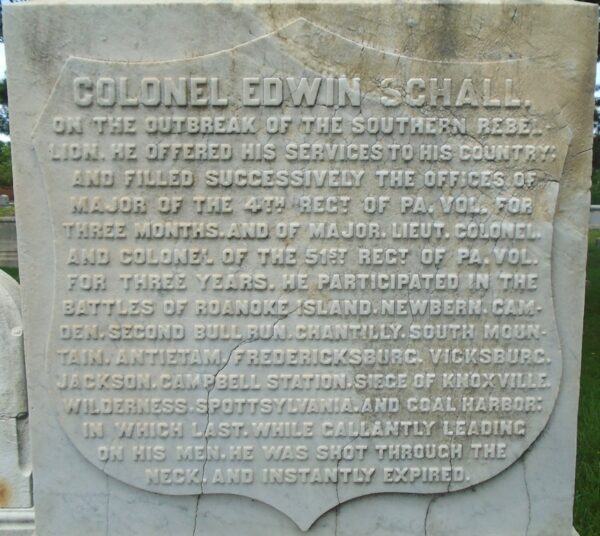 COLONEL EDWIN SCHALL.
ON THE OUTBREAK OF THE SOUTHERN REBEL-
LION. HE OFFERED HIS SERVICES TO HIS COUNTRY;
AND FILLED SUCCESSIVELY THE OFFICES OF
MAJOR OF THE 4TH REGT OF PA. VOL. FOR
THREE MONTHS. AND OF MAJOR. LIEUT. COLONEL.
AND COLONEL OF THE 51ST REGT OF PA. VOL.
FOR THREE YEARS. HE PARTICIPATED IN THE
BATTLES OF ROANOKE ISLAND. NEWBERN. CAM-
DEN. SECOND BULL RUN. CHANTILLY. SOUTH MOUN-
TAIN. ANTIETAM. FREDERICKSBURG. VICKSBURG.
JACKSON. CAMPBELL STATION. SIEGE OF KNOXVILLE.
WILDERNESS. SPOTTSYLVANIA. AND COAL HARBOR:
IN WHICH LAST. WHILE GALLANTLY LEADING
ON HIS MEN. HE WAS SHOT THROUGH THE
NECK. AND INSTANTLY EXPIRED.